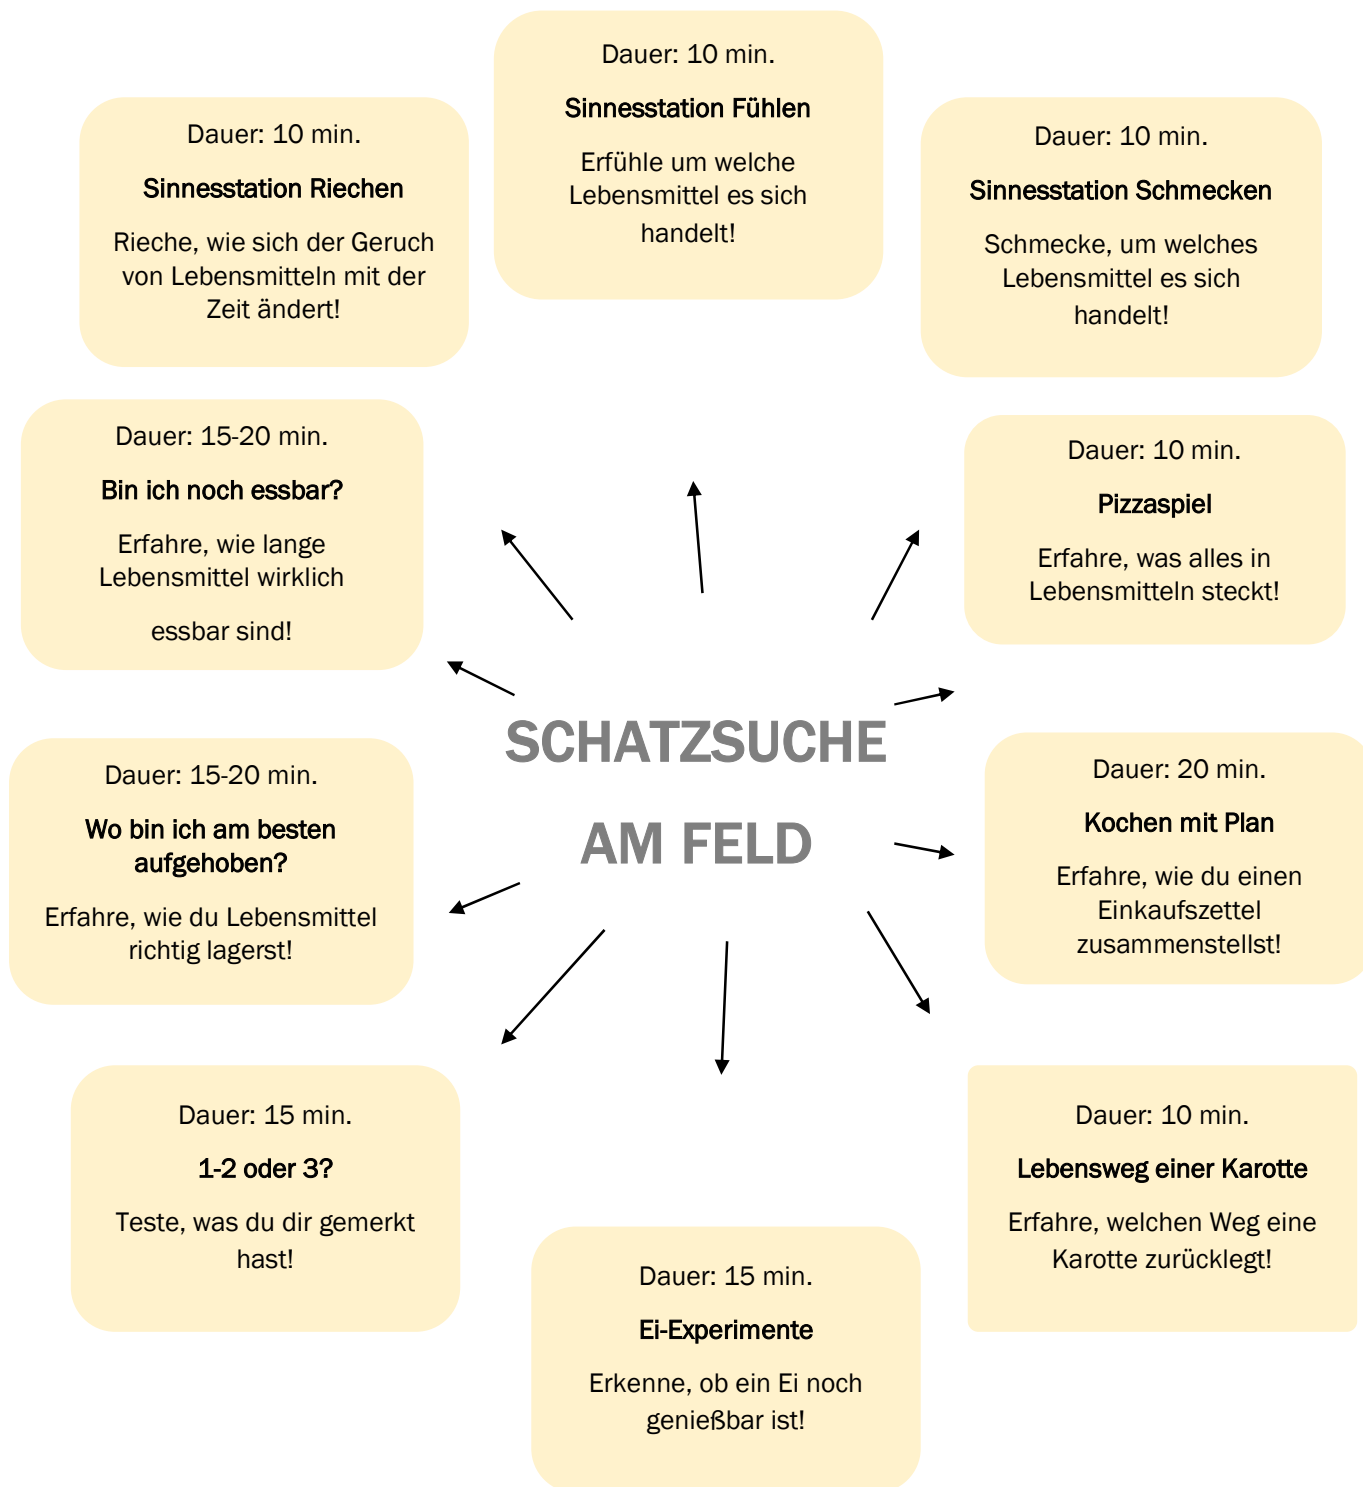 Dauer: 10 min.
Sinnesstation Fühlen
Erfühle um welche
Lebensmittel es sich
handelt!
Dauer: 10 min.
Sinnesstation Riechen
Rieche, wie sich der Geruch
von Lebensmitteln mit der
Zeit ändert!
Dauer: 10 min.
Sinnesstation Schmecken
Schmecke, um welches
Lebensmittel es sich
handelt!
Dauer: 15-20 min.
Bin ich noch essbar?
Erfahre, wie lange
Lebensmittel wirklich
essbar sind!
Dauer: 10 min.
Pizzaspiel
Erfahre, was alles in
Lebensmitteln steckt!
SCHATZSUCHE
AM FELD
Dauer: 15-20 min.
Wo bin ich am besten
aufgehoben?
Erfahre, wie du Lebensmittel
richtig lagerst!
Dauer: 20 min.
Kochen mit Plan
Erfahre, wie du einen
Einkaufszettel
zusammenstellst!
Dauer: 15 min.
1-2 oder 3?
Teste, was du dir gemerkt
hast!
Dauer: 10 min.
Lebensweg einer Karotte
Erfahre, welchen Weg eine
Karotte zurücklegt!
Dauer: 15 min.
Ei-Experimente
Erkenne, ob ein Ei noch
genießbar ist!